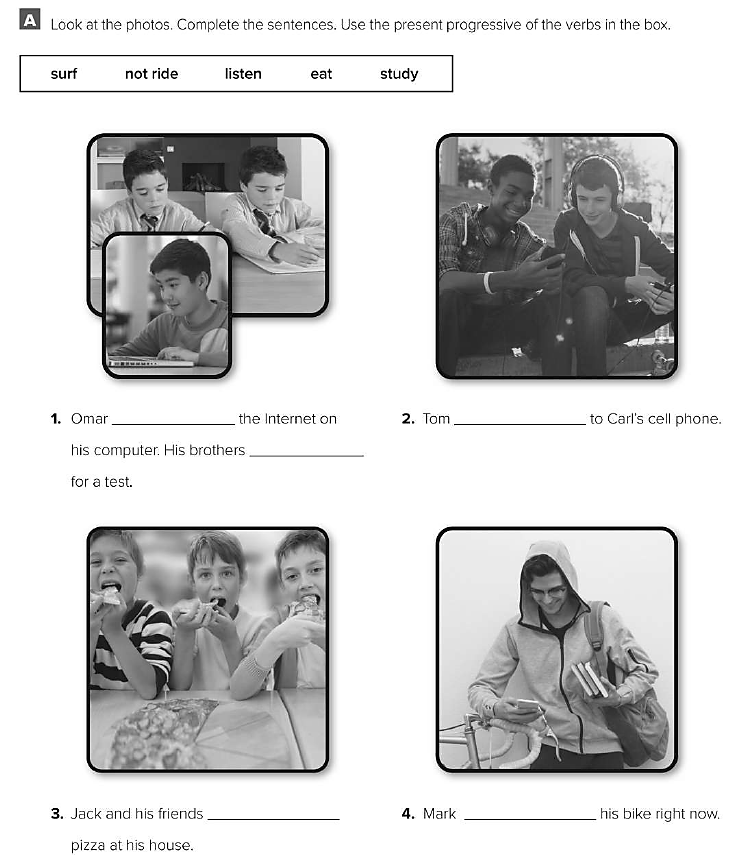 A Look at the photos. Complete the sentences. Use the present progressive of the verbs in the box.
surf not ride listen eat study
1. Omar ______________ the Internet on
his computer. His brothers ______________
for a test.
2. Tom ______________ to Carl's cell phone.
3. Jack and his friends ______________
pizza at his house.
4. Mark ______________ his bike right now.